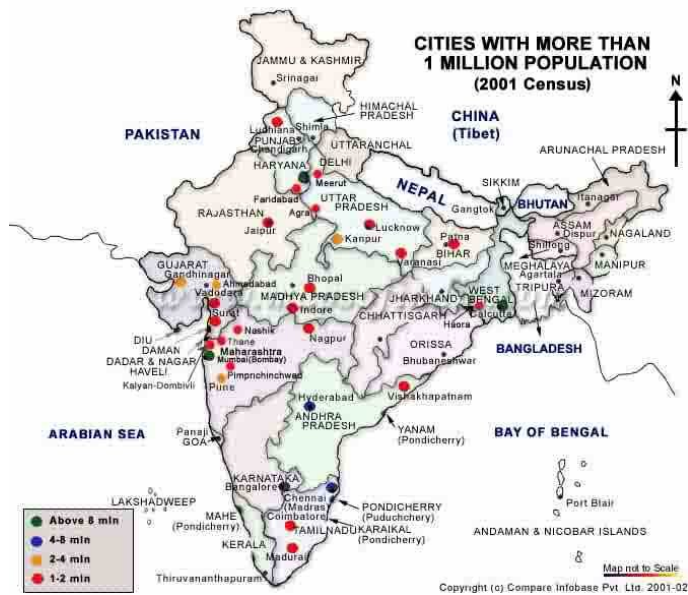 CITIES WITH MORE THAN
1 MILLION POPULATION
(2001 Census)
N
JAMMU & KASHMIR
Srinagar
HIMACHAL
PRADESH
CHINA
(Tibet)
PAKISTAN
Ludhiana
Shimla
PUNJAB
Chandigarh
UTTARANCHAL
ARUNACHAL PRADESH
HARYANA
DELHI
Meerut
NEPAL
SIKKIM
BHUTAN
Itanagar
Faridabad
UTTAR
PRADESH
Gangtok
RAJASTHAN
Agra
Jaipur
Lucknow
ASSAM
Dispur
NAGALAND
Kanpur
Patna
BIHAR
Shillong
Varanasi
MEGHALAYA
MANIPUR
GUJARAT
Gandhinagar
Ahmadabad
Bhopal
Agartala
TRIPURA
MIZORAM
Vadodara
MADHYA PRADESH
JHARKHAND
WEST
BENGAL
Calcutta
Indore
Surat
CHHATTISGARH
Haora
Nashik
Nagpur
DIU
DAMAN
DADAR & NAGAR
HAVELI
Thane
Maharashtra
Mumbai(Bombay)
ORISSA
Bhubaneshwar
BANGLADESH
Kalyan-Dombivli
Pimprichinchwad
Pune
Vishakhapatnam
Hyderabad
ANDHRA
PRADESH
YANAM
(Pondicherry)
ARABIAN SEA
BAY OF BENGAL
Panaji
GOA
KARNATAKA
Bangalore
LAKSHADWEEP
Chennai
(Madras)
PONDICHERRY
(Puduchchery)
Port Blair
MAHE
(Pondicherry)
Coimbatore
TAMILNADU
KARAIKAL
(Pondicherry)
ANDAMAN & NICOBAR ISLANDS
KERALA
Madurai
Thiruvananthapuram
Above 8 mln
4-8 mln
2-4 mln
1-2 mln
Map not to Scale
Copyright (c) Compare Infobase Pvt Ltd. 2001-02